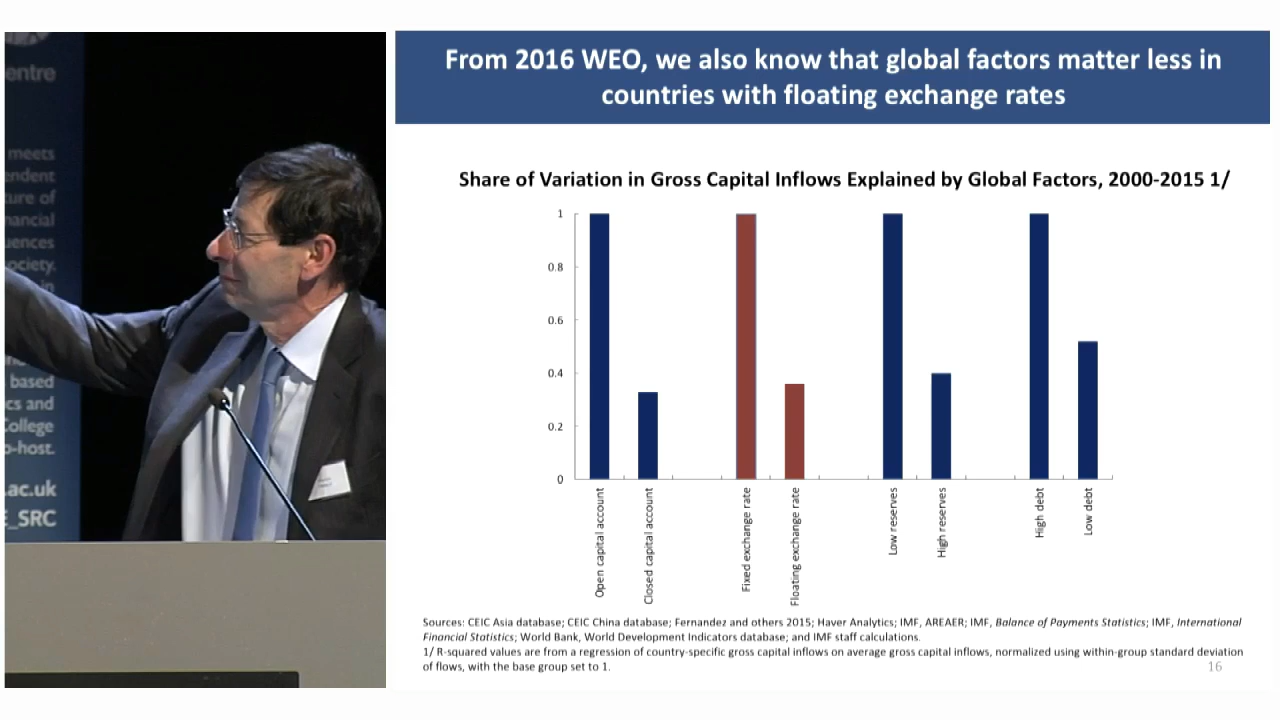 entre
meets
endent
ture of
nancial
uences
ociety.
in
based
cs and
College
o-host.
.ac.uk
E_SRC
From 2016 WEO, we also know that global factors matter less in
countries with floating exchange rates
Share of Variation in Gross Capital Inflows Explained by Global Factors, 2000-2015 1/
1
0.8
0.6
0.4
0.2
0
Open capital account
Closed capital account
Fixed exchange rate
Floating exchange rate
Low reserves
High reserves
High debt
Low debt
Sources: CEIC Asia database; CEIC China database; Fernandez and others 2015; Haver Analytics; IMF, AREAER; IMF, Balance of Payments Statistics; IMF, International
Financial Statistics; World Bank, World Development Indicators database; and IMF staff calculations.
1/ R-squared values are from a regression of country-specific gross capital inflows on average gross capital inflows, normalized using within-group standard deviation
of flows, with the base group set to 1.
16